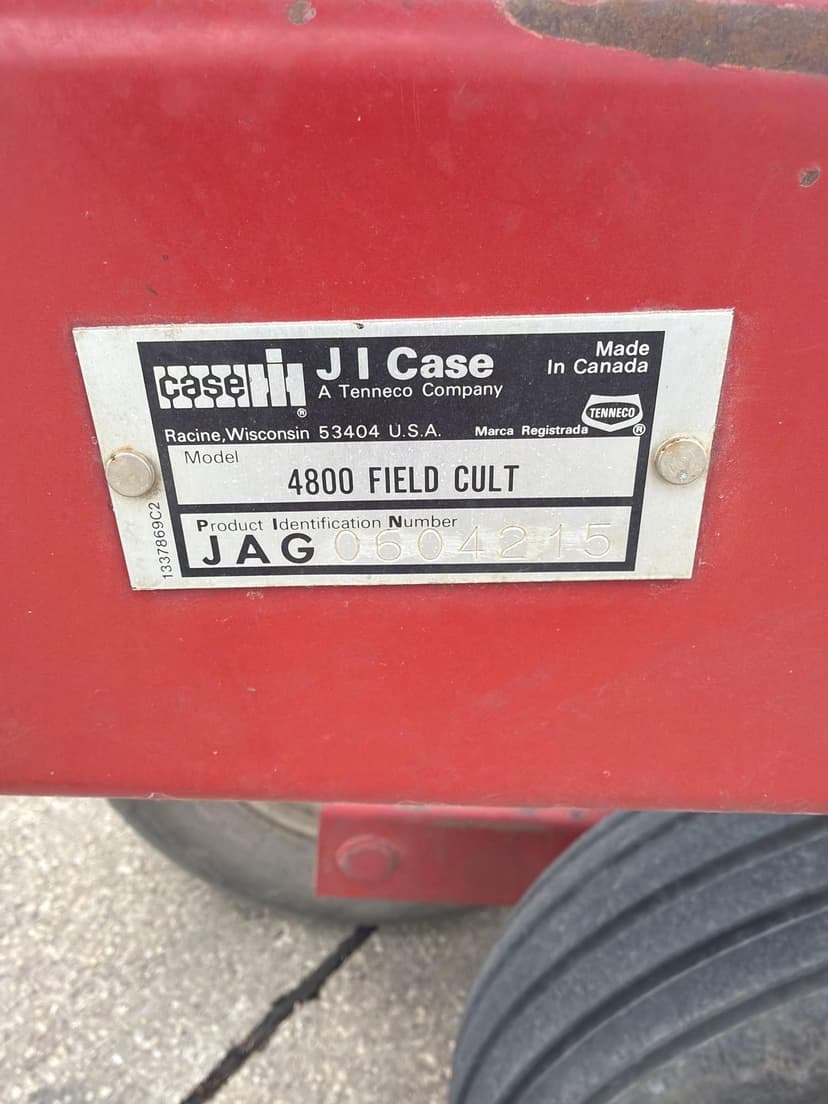 case IH ®
J I Case
A Tenneco Company
Made
In Canada
TENNECO ®
Racine, Wisconsin 53404 U.S.A. Marca Registrada
Model
4800 FIELD CULT
Product Identification Number
JAG 0604215
1337869C2